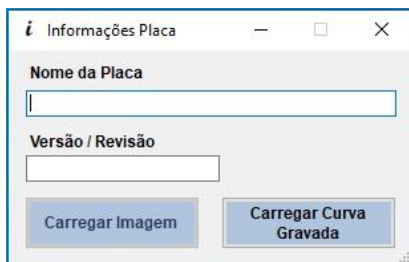 i Informações Placa
Nome da Placa
Versão / Revisão
Carregar Imagem
Carregar Curva
Gravada